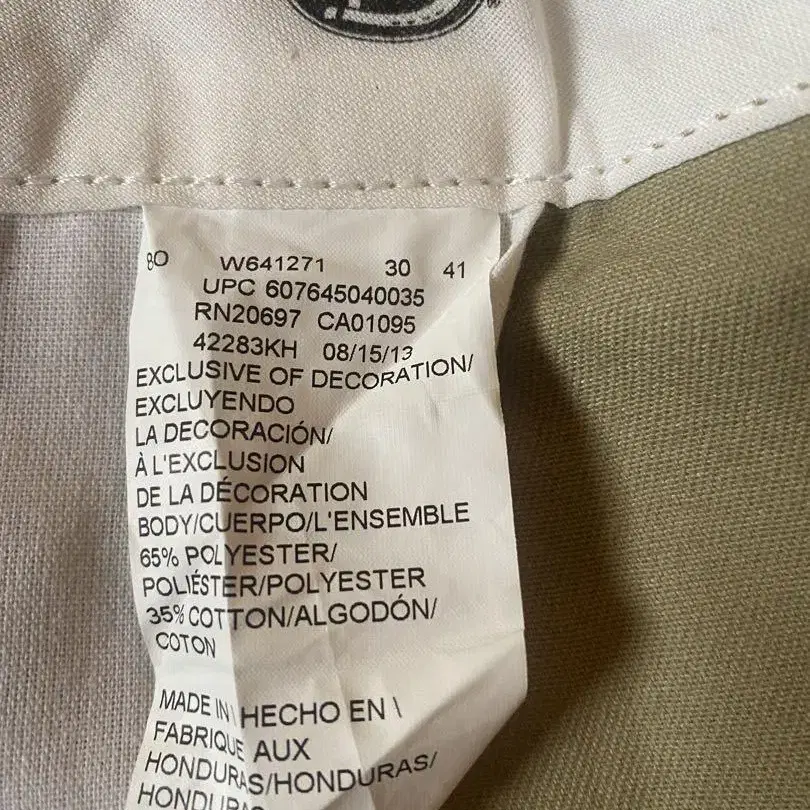 80 W641271 30 41
UPC 607645040035
RN20697 CA01095
42283KH 08/15/13
EXCLUSIVE OF DECORATION/
EXCLUYENDO
LA DECORACIÓN/
À L'EXCLUSION
DE LA DÉCORATION
BODY/CUERPO/L'ENSEMBLE
65% POLYESTER/
POLIÉSTER/POLYESTER
35% COTTON/ALGODÓN/
COTON
MADE IN \ HECHO EN \
FABRIQUE AUX
HONDURAS/HONDURAS/
HONDURAS